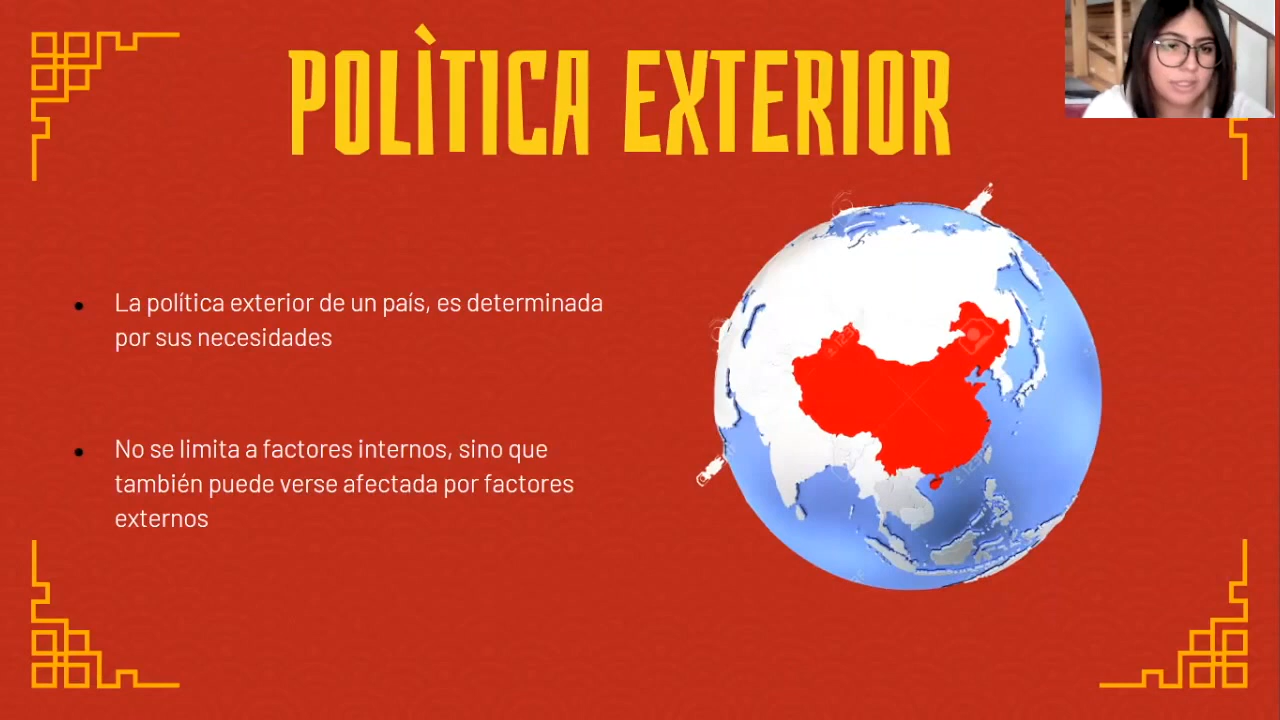 POLÌTICA EXTERIOR
La política exterior de un país, es determinada
por sus necesidades
No se limita a factores internos, sino que
también puede verse afectada por factores
externos